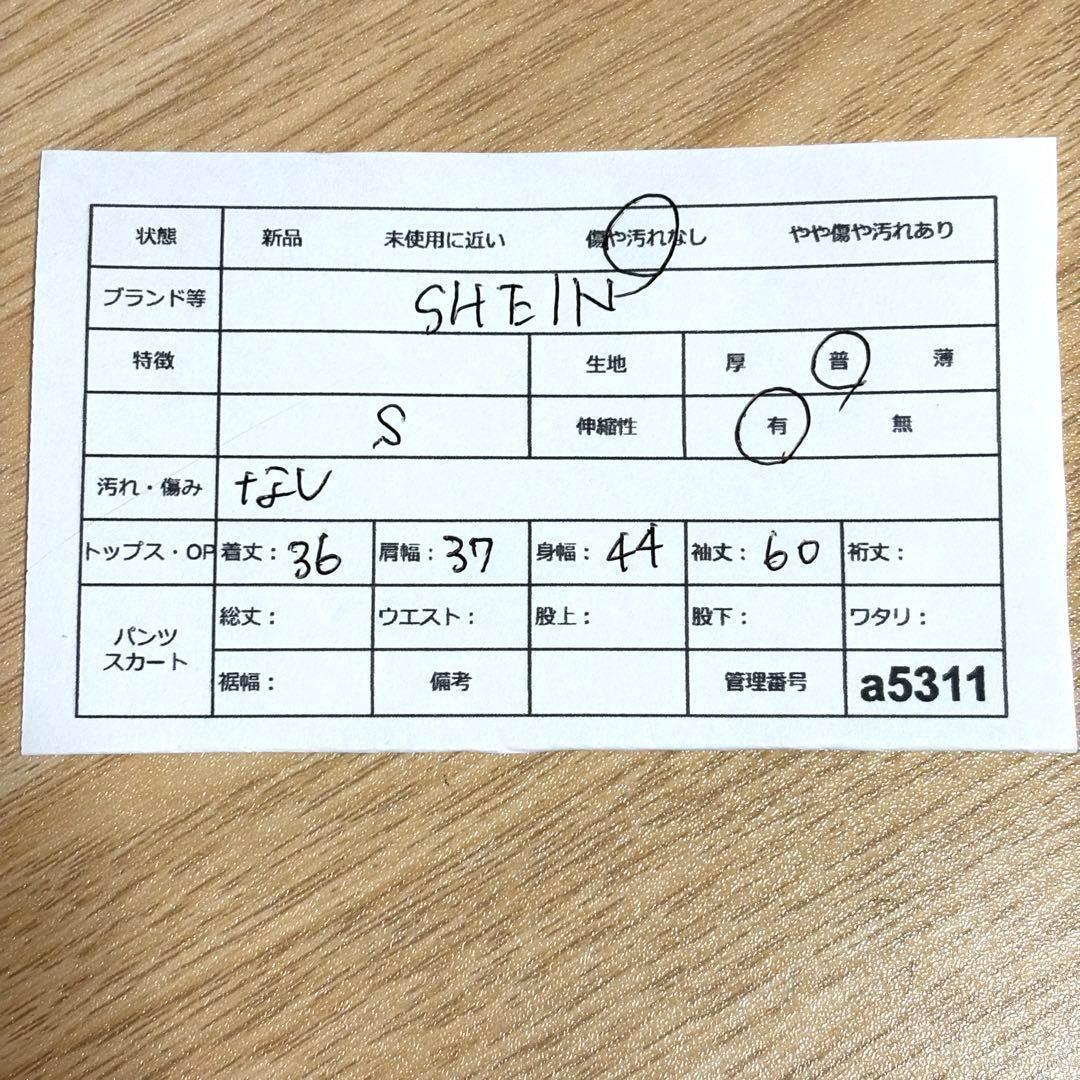 状態 新品 未使用に近い 傷や汚れなし やや傷や汚れあり
ブランド等 SHEIN
特徴 生地 厚 普 薄
S 伸縮性 有 無
汚れ・傷み なし
トップス・OP 着丈：36 肩幅：37 身幅：44 袖丈：60 裄丈：
パンツ スカート 総丈： ウエスト： 股上： 股下： ワタリ：
裾幅： 備考 管理番号 a5311